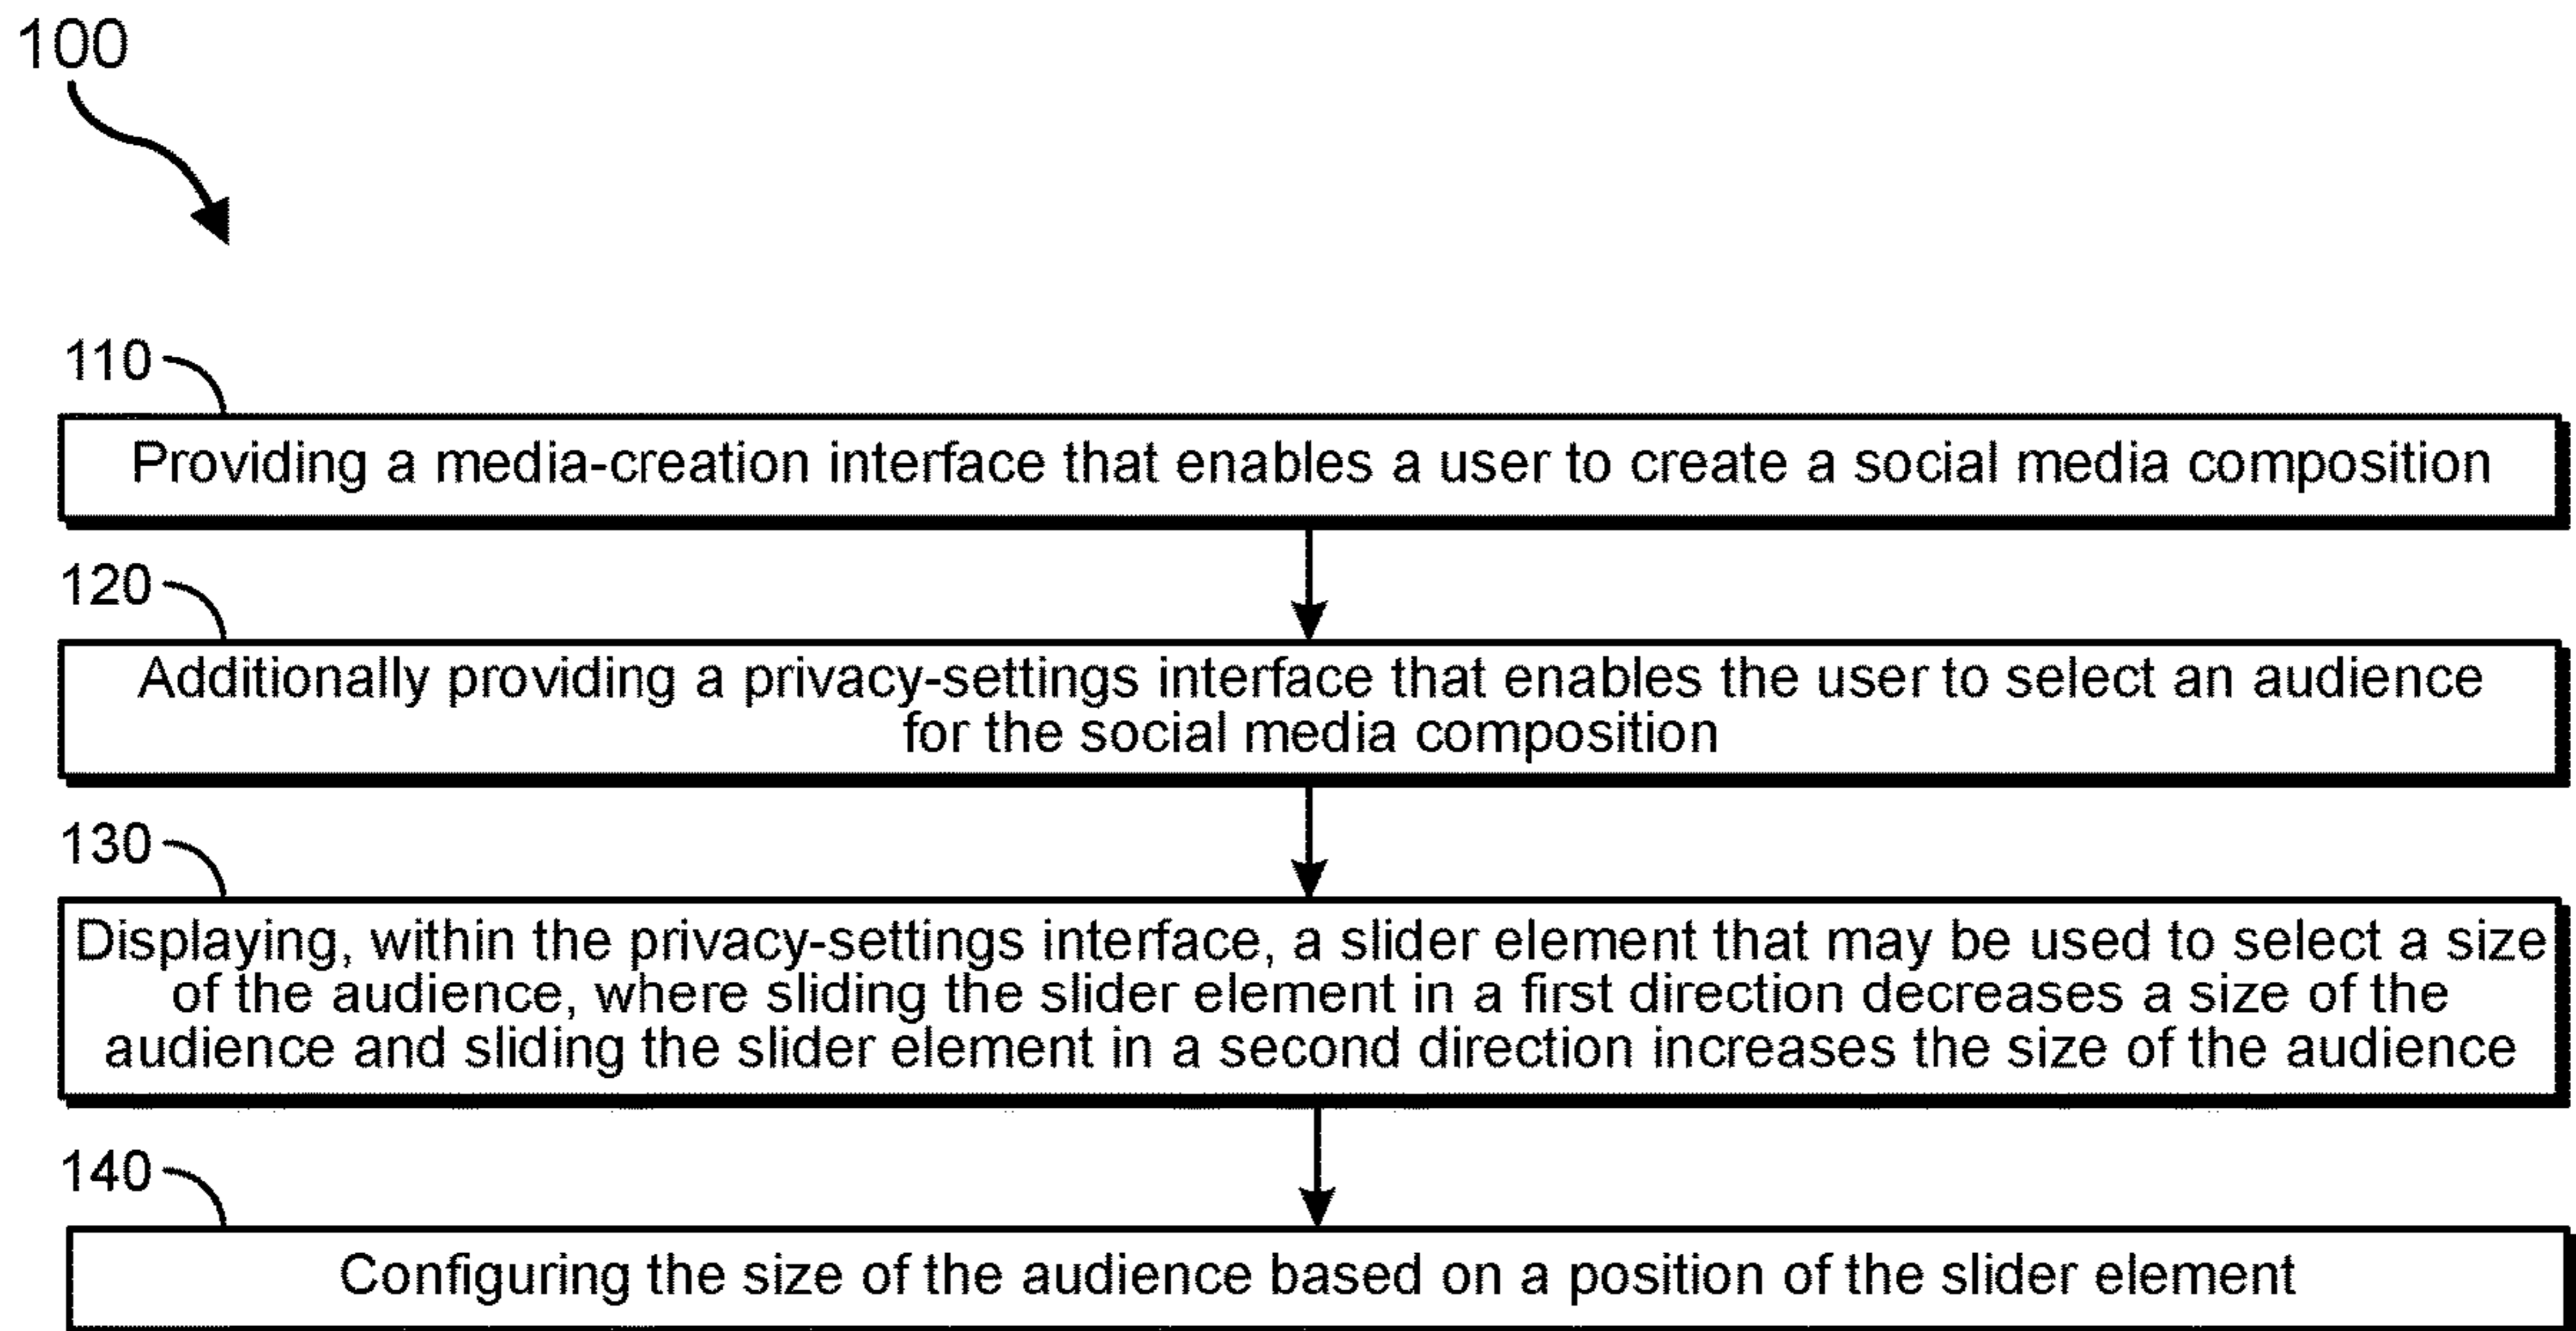 100
110
Providing a media-creation interface that enables a user to create a social media composition
120
Additionally providing a privacy-settings interface that enables the user to select an audience
for the social media composition
130
Displaying, within the privacy-settings interface, a slider element that may be used to select a size
of the audience, where sliding the slider element in a first direction decreases a size of the
audience and sliding the slider element in a second direction increases the size of the audience
140
Configuring the size of the audience based on a position of the slider element